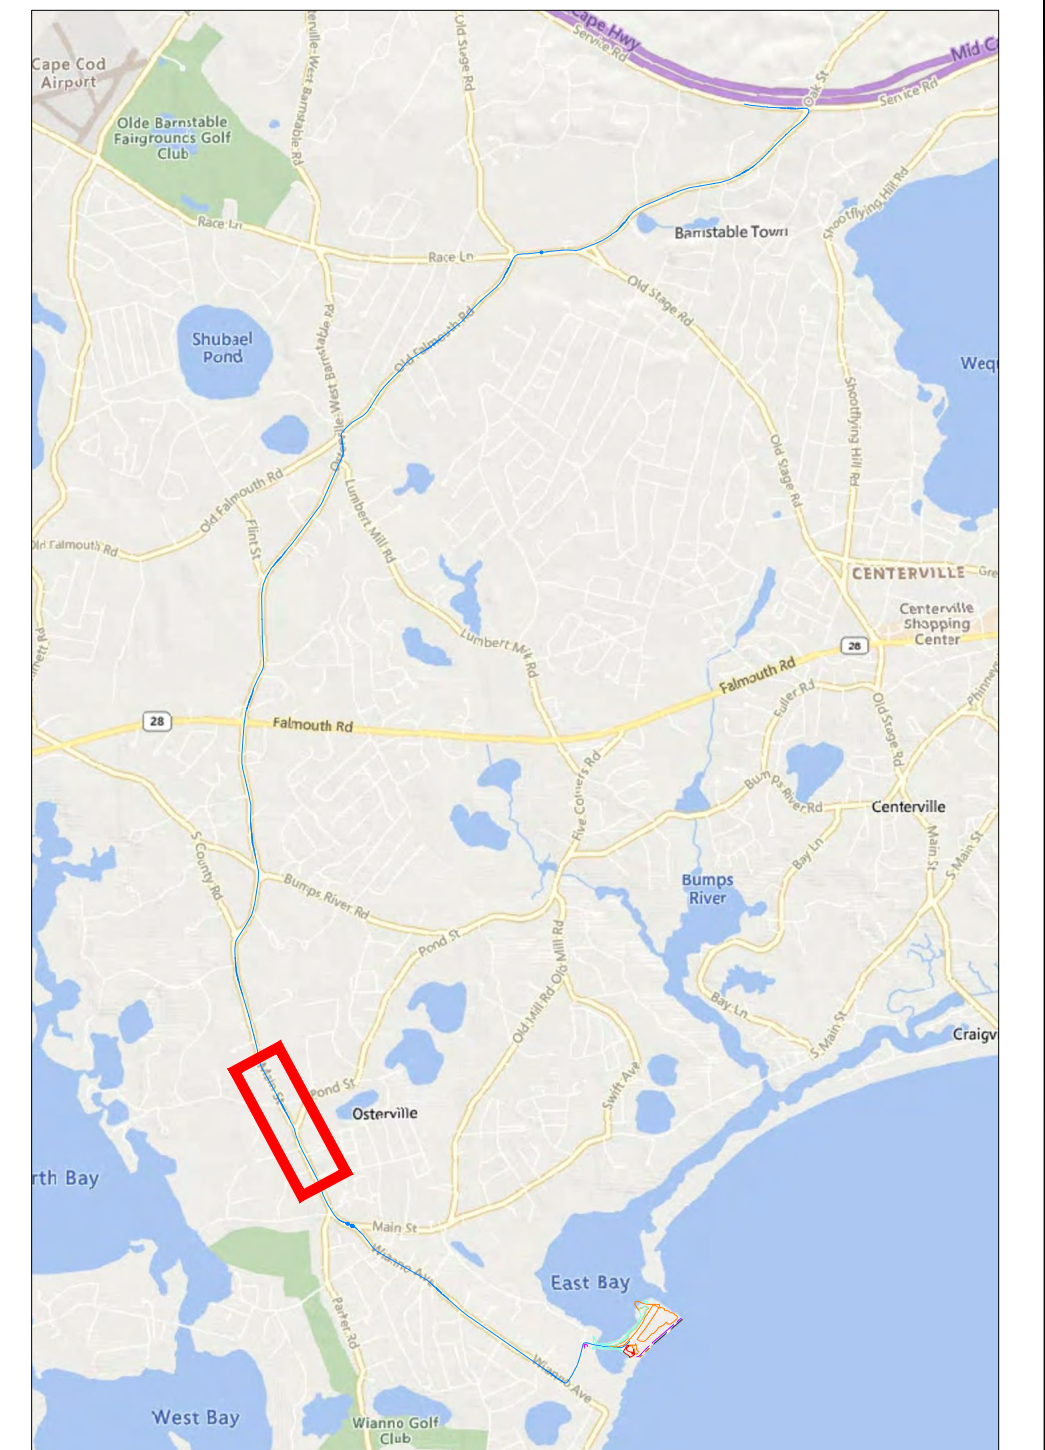 Cape Hwy
Service Rd
Mid C
Cape Cod
Airport
Old Stage Rd
Oak St
Service Rd
Olde Barnstable
Fairgrounds Golf
Club
Shootflying Hill Rd
Race Ln
Barnstable Town
Race Ln
Old Stage Rd
Old Falmouth Rd
Shubael
Pond
Wequ
Shootflying Hill Rd
Old Stage Rd
Old Falmouth Rd
Lumbert Mill Rd
Flint St
Old Falmouth Rd
CENTERVILLE
Gre
Centerville
Shopping
Center
Lumbert Mill Rd
28
Falmouth Rd
Fuller Rd
Phinneys
Old Stage Rd
28
Falmouth Rd
Five Corners Rd
Bumps River Rd
Centerville
S County Rd
Bay Ln
Main St
S Main St
Bumps River Rd
Bumps
River
Pond St
Old Mill Rd
Old Mill Rd
Bay Ln
S Main St
Craigv
Main St
Pond St
Swift Ave
Osterville
rth Bay
Main St
Wianno Ave
East Bay
Parker Rd
Wianno Ave
West Bay
Wianno Golf
Club